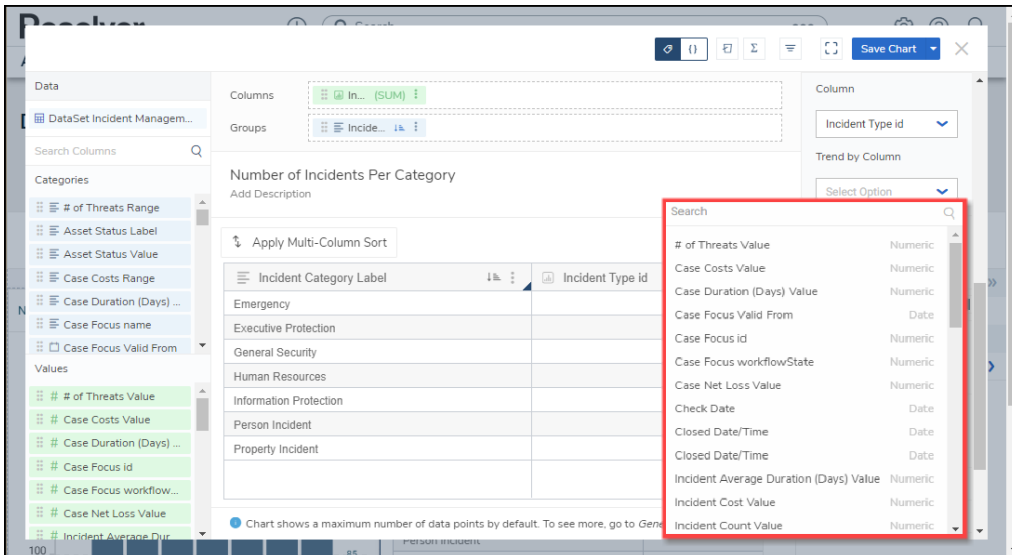 Resolver
Search
Save Chart
Data
DataSet Incident Managem...
Search Columns
Categories
# of Threats Range
Asset Status Label
Asset Status Value
Case Costs Range
Case Duration (Days) ...
Case Focus name
Case Focus Valid From
Values
# # of Threats Value
# Case Costs Value
# Case Duration (Days) ...
# Case Focus id
# Case Focus workflow...
# Case Net Loss Value
# Incident Average Dur...
Columns
In... (SUM)
Groups
Incide...
Number of Incidents Per Category
Add Description
Apply Multi-Column Sort
Incident Category Label
Incident Type id
Emergency
Executive Protection
General Security
Human Resources
Information Protection
Person Incident
Property Incident
Chart shows a maximum number of data points by default. To see more, go to Gene
Column
Incident Type id
Trend by Column
Select Option
Search
# of Threats Value Numeric
Case Costs Value Numeric
Case Duration (Days) Value Numeric
Case Focus Valid From Date
Case Focus id Numeric
Case Focus workflowState Numeric
Case Net Loss Value Numeric
Check Date Date
Closed Date/Time Date
Closed Date/Time Date
Incident Average Duration (Days) Value Numeric
Incident Cost Value Numeric
Incident Count Value Numeric
100
85
Person Incident